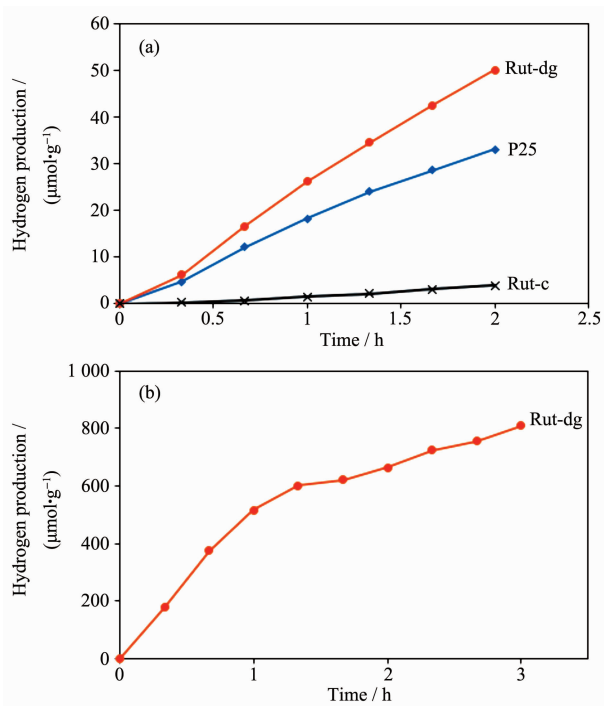 60
(a)
Rut-dg
50
40
P25
30
20
10
Rut-c
0
0
0.5
1
1.5
2
2.5
Time / h
Hydrogen production /
(μmol•g−1)
1 000
(b)
Rut-dg
800
600
400
200
0
0
1
2
3
Time / h
Hydrogen production /
(μmol•g−1)